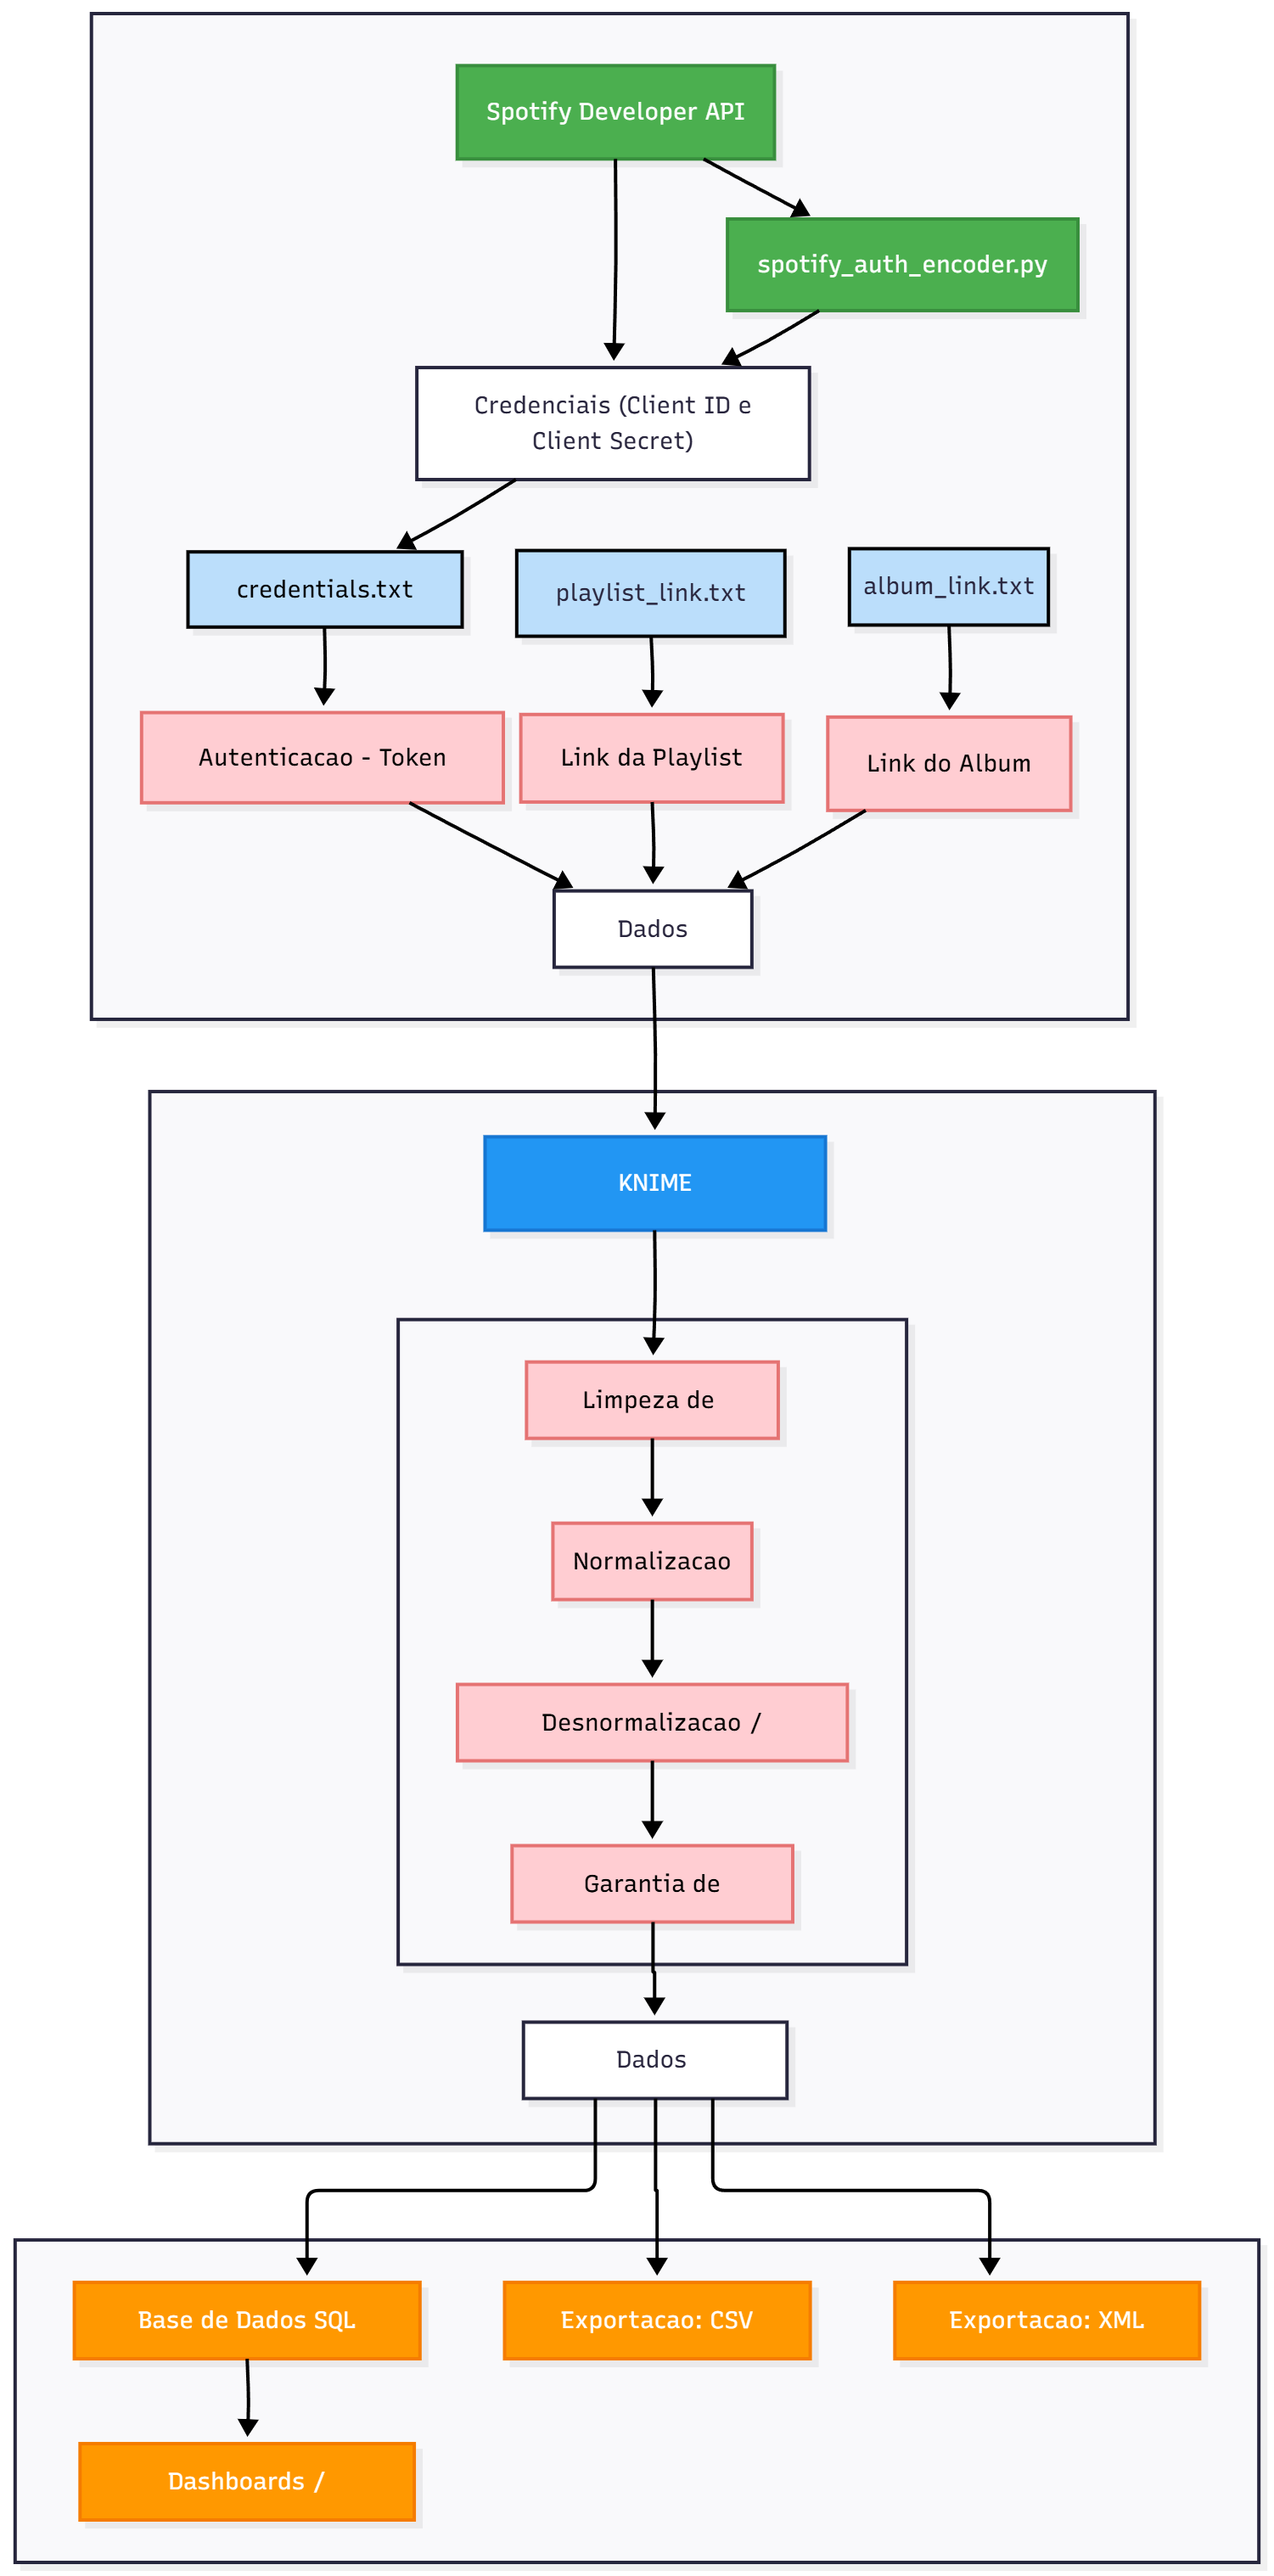 Spotify Developer API
spotify_auth_encoder.py
Credenciais (Client ID e
Client Secret)
credentials.txt
playlist_link.txt
album_link.txt
Autenticacao - Token
Link da Playlist
Link do Album
Dados
KNIME
Limpeza de
Normalizacao
Desnormalizacao /
Garantia de
Dados
Base de Dados SQL
Exportacao: CSV
Exportacao: XML
Dashboards /